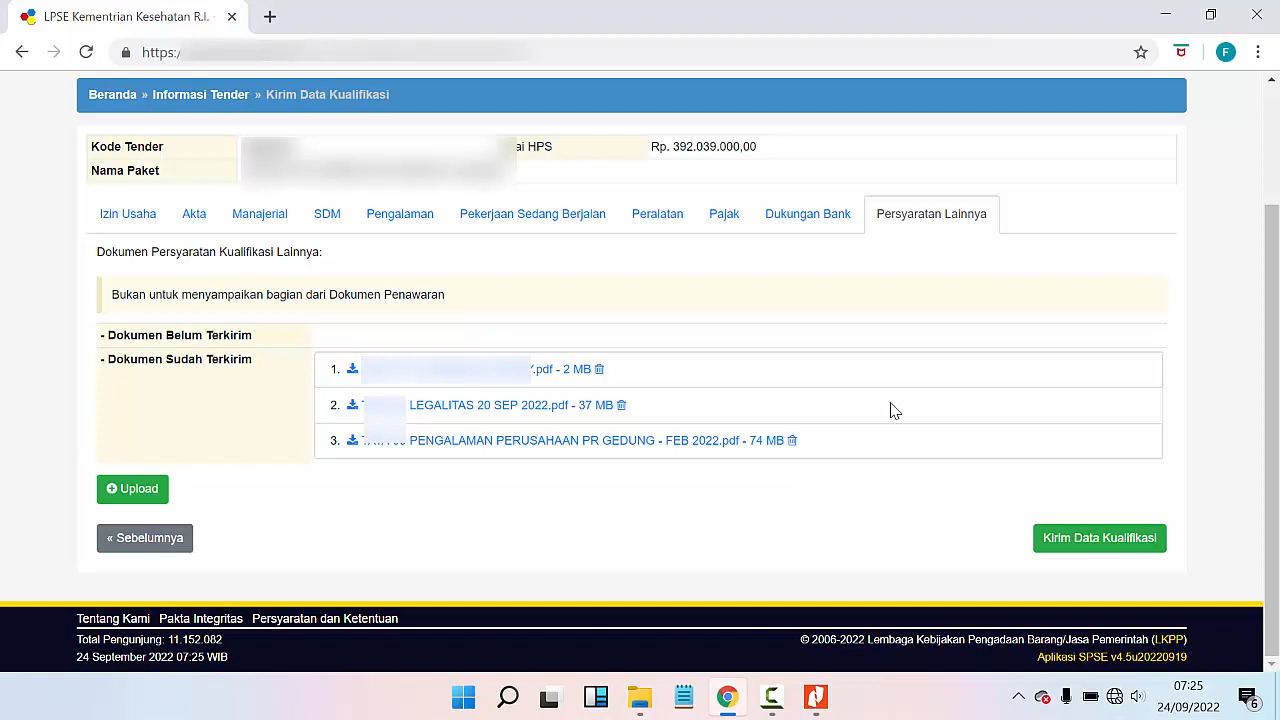 LPSE Kementrian Kesehatan R.I. -
https:/
Beranda » Informasi Tender » Kirim Data Kualifikasi
Kode Tender
ai HPS
Rp. 392.039.000,00
Nama Paket
Izin Usaha Akta Manajerial SDM Pengalaman Pekerjaan Sedang Berjalan Peralatan Pajak Dukungan Bank Persyaratan Lainnya
Dokumen Persyaratan Kualifikasi Lainnya:
Bukan untuk menyampaikan bagian dari Dokumen Penawaran
- Dokumen Belum Terkirim
- Dokumen Sudah Terkirim
1. .pdf - 2 MB
2. LEGALITAS 20 SEP 2022.pdf - 37 MB
3. PENGALAMAN PERUSAHAAN PR GEDUNG - FEB 2022.pdf - 74 MB
Upload
« Sebelumnya
Kirim Data Kualifikasi
Tentang Kami Pakta Integritas Persyaratan dan Ketentuan
Total Pengunjung: 11.152.082
© 2006-2022 Lembaga Kebijakan Pengadaan Barang/Jasa Pemerintah (LKPP)
24 September 2022 07:25 WIB
Aplikasi SPSE v4.5u20220919
F
07:25
24/09/2022
6